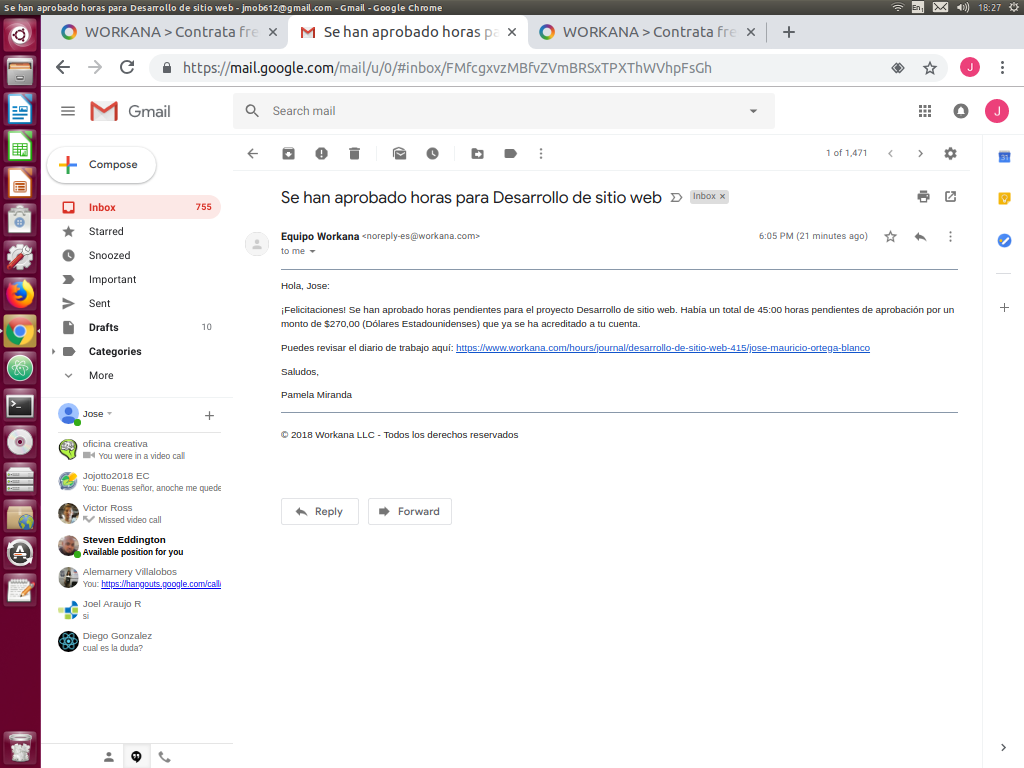 Se han aprobado horas para Desarrollo de sitio web - jmob612@gmail.com - Gmail - Google Chrome
En
18:27
WORKANA > Contrata fre
Se han aprobado horas pa
WORKANA > Contrata fre
https://mail.google.com/mail/u/0/#inbox/FMfcgxvzMBfvZVmBRSxTPXThWVhpFsGh
J
Gmail
Search mail
J
Compose
1 of 1,471
Inbox 755
Starred
Snoozed
Important
Sent
Drafts 10
Categories
More
Se han aprobado horas para Desarrollo de sitio web
Inbox
Equipo Workana <noreply-es@workana.com>
6:05 PM (21 minutes ago)
to me
Hola, Jose:
¡Felicitaciones! Se han aprobado horas pendientes para el proyecto Desarrollo de sitio web. Había un total de 45:00 horas pendientes de aprobación por un
monto de $270,00 (Dólares Estadounidenses) que ya se ha acreditado a tu cuenta.
Puedes revisar el diario de trabajo aquí: https://www.workana.com/hours/journal/desarrollo-de-sitio-web-415/jose-mauricio-ortega-blanco
Saludos,
Pamela Miranda
© 2018 Workana LLC - Todos los derechos reservados
Reply
Forward
Jose
oficina creativa
You were in a video call
Jojotto2018 EC
You: Buenas señor, anoche me quede
Victor Ross
Missed video call
Steven Eddington
Available position for you
Alemarnery Villalobos
You: https://hangouts.google.com/call/
Joel Araujo R
si
Diego Gonzalez
cual es la duda?